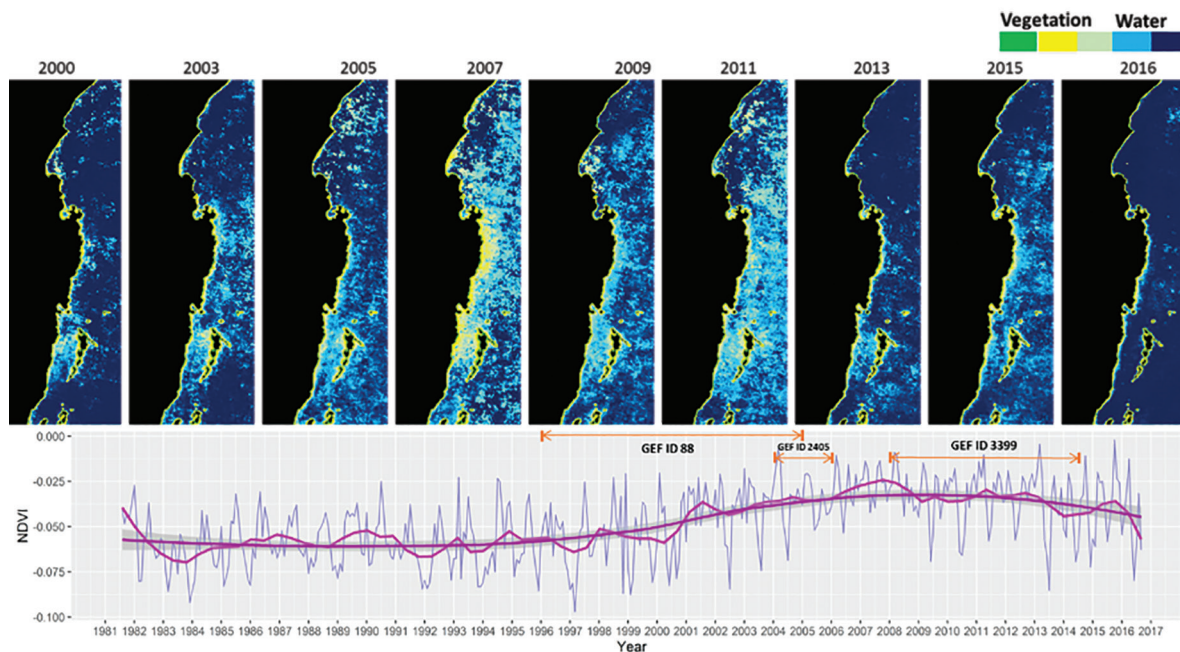 Vegetation Water
2000 2003 2005 2007 2009 2011 2013 2015 2016
0.000
GEF ID 88
GEF ID 2405
GEF ID 3399
-0.025
-0.050
-0.075
-0.100
NDVI
1981 1982 1983 1984 1985 1986 1987 1988 1989 1990 1991 1992 1993 1994 1995 1996 1997 1998 1999 2000 2001 2002 2003 2004 2005 2006 2007 2008 2009 2010 2011 2012 2013 2014 2015 2016 2017
Year